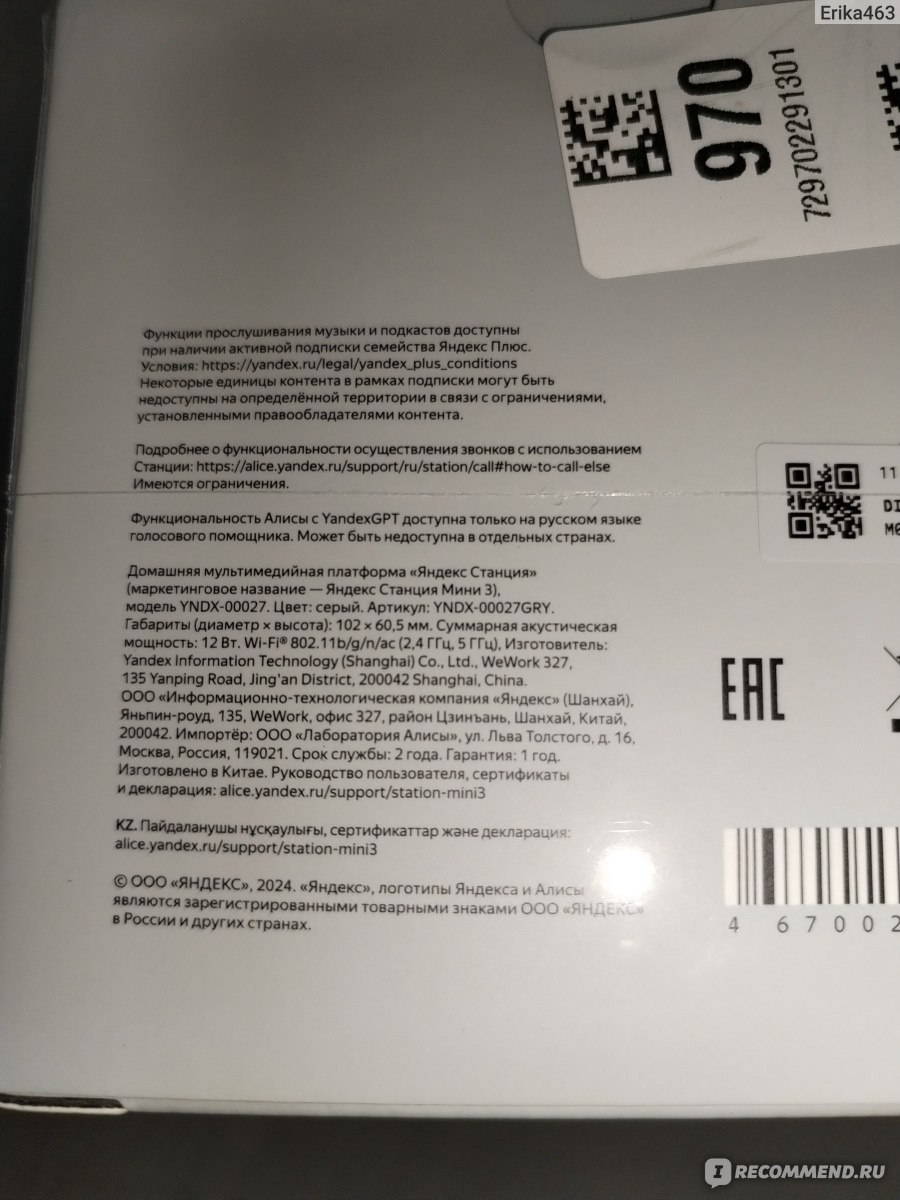 Erika463
970
72970229​1301
Функции прослушивания музыки и подкастов доступны
при наличии активной подписки семейства Яндекс Плюс.
Условия: https://yandex.ru/legal/yandex_plus_conditions
Некоторые единицы контента в рамках подписки могут быть
недоступны на определённой территории в связи с ограничениями,
установленными правообладателями контента.
Подробнее о функциональности осуществления звонков с использованием
Станции: https://alice.yandex.ru/support/ru/station/call#how-to-call-else
Имеются ограничения.
Функциональность Алисы с YandexGPT доступна только на русском языке
голосового помощника. Может быть недоступна в отдельных странах.
Домашняя мультимедийная платформа «Яндекс Станция»
(маркетинговое название — Яндекс Станция Мини 3),
модель YNDX-00027. Цвет: серый. Артикул: YNDX-00027GRY.
Габариты (диаметр × высота): 102 × 60,5 мм. Суммарная акустическая
мощность: 12 Вт. Wi-Fi® 802.11b/g/n/ac (2,4 ГГц, 5 ГГц), Изготовитель:
Yandex Information Technology (Shanghai) Co., Ltd., WeWork 327,
135 Yanping Road, Jing'an District, 200042 Shanghai, China.
ООО «Информационно-технологическая компания «Яндекс» (Шанхай),
Яньпин-роуд, 135, WeWork, офис 327, район Цзинъань, Шанхай, Китай,
200042. Импортёр: ООО «Лаборатория Алисы», ул. Льва Толстого, д. 16,
Москва, Россия, 119021. Срок службы: 2 года. Гарантия: 1 год.
Изготовлено в Китае. Руководство пользователя, сертификаты
и декларация: alice.yandex.ru/support/station-mini3
KZ. Пайдаланушы нұсқаулығы, сертификаттар және декларация:
alice.yandex.ru/support/station-mini3
© ООО «ЯНДЕКС», 2024. «Яндекс», логотипы Яндекса и Алисы
являются зарегистрированными товарными знаками ООО «ЯНДЕКС»
в России и других странах.
11
DI
EAC
4 67002
IRECOMMEND.RU